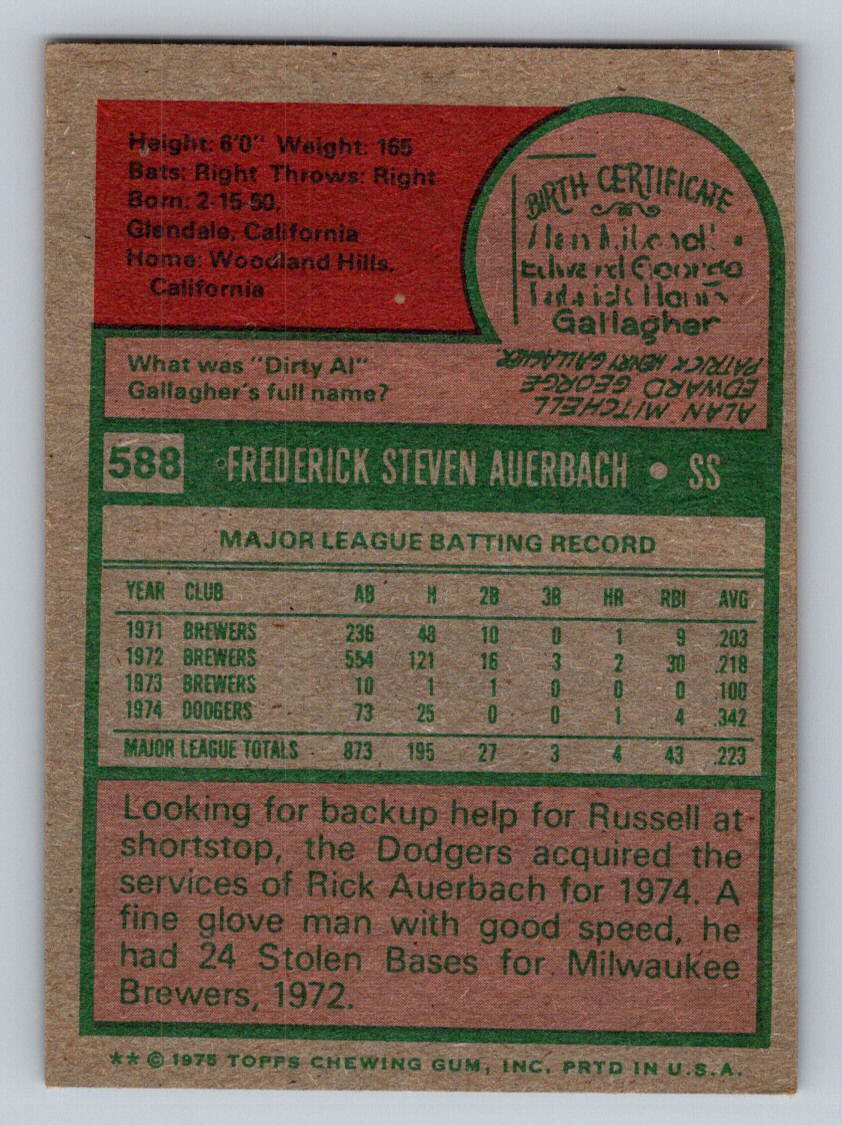 Height: 6'0" Weight: 165
Bats: Right Throws: Right
Born: 2-15-50,
Glendale, California
Home: Woodland Hills,
California
BIRTH CERTIFICATE
Alan Mitchell
Edward George
Patrick Henry
Gallagher
What was "Dirty Al"
Gallagher's full name?
ALAN MITCHELL
EDWARD GEORGE
PATRICK HENRY GALLAGHER.
588 FREDERICK STEVEN AUERBACH • SS
MAJOR LEAGUE BATTING RECORD
YEAR CLUB AB H 2B 3B HR RBI AVG
1971 BREWERS 236 48 10 0 1 9 .203
1972 BREWERS 554 121 16 3 2 30 .218
1973 BREWERS 10 1 1 0 0 0 .100
1974 DODGERS 73 25 0 0 1 4 .342
MAJOR LEAGUE TOTALS 873 195 27 3 4 43 .223
Looking for backup help for Russell at
shortstop, the Dodgers acquired the
services of Rick Auerbach for 1974. A
fine glove man with good speed, he
had 24 Stolen Bases for Milwaukee
Brewers, 1972.
** © 1975 TOPPS CHEWING GUM, INC. PRTD IN U.S.A.